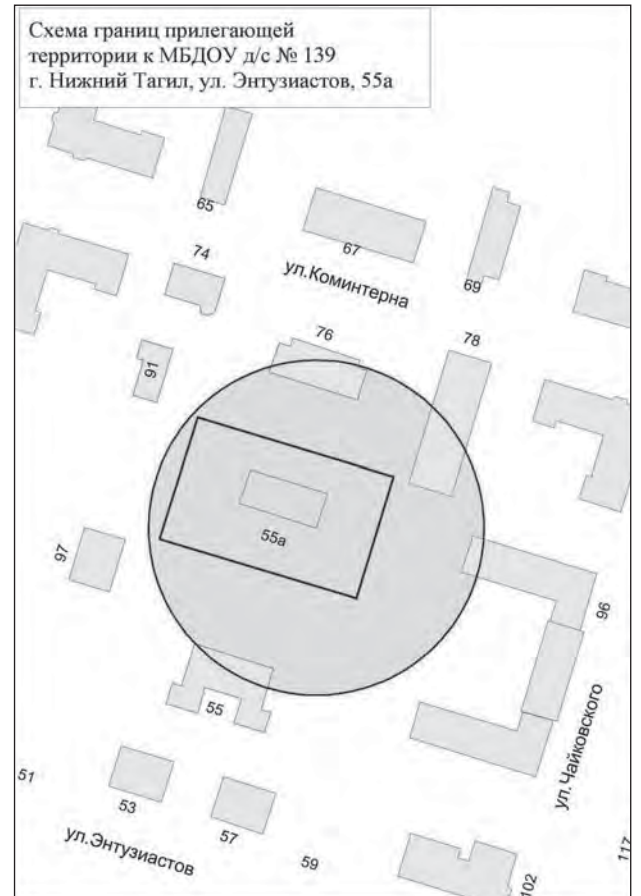 Схема границ прилегающей
территории к МБДОУ д/с № 139
г. Нижний Тагил, ул. Энтузиастов, 55а
65
74
67
ул.Коминтерна
69
76
78
91
55а
97
96
55
ул.Чайковского
51
53
57
ул.Энтузиастов
59
102
117